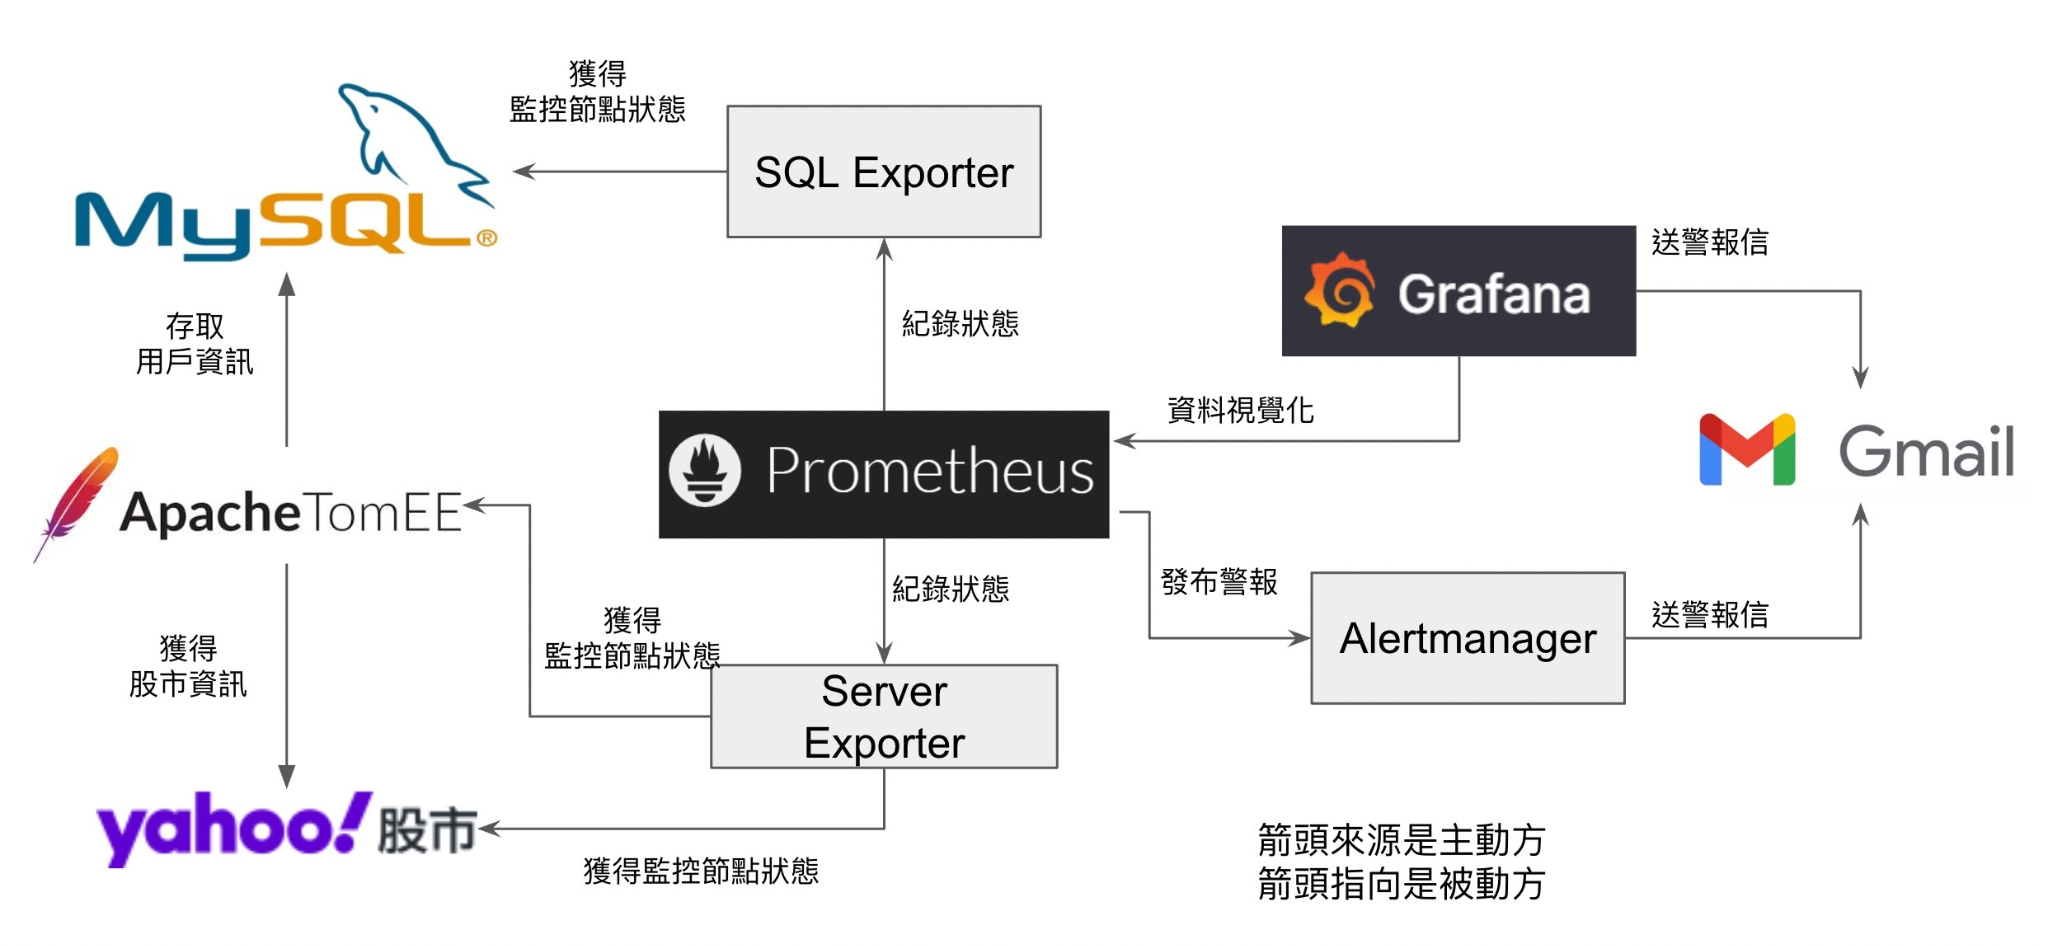 獲得
監控節點狀態
MySQL®
SQL Exporter
Grafana
送警報信
存取
用戶資訊
紀錄狀態
資料視覺化
Prometheus
Gmail
ApacheTomEE
發布警報
紀錄狀態
獲得
監控節點狀態
Alertmanager
送警報信
獲得
股市資訊
Server
Exporter
yahoo!股市
獲得監控節點狀態
箭頭來源是主動方
箭頭指向是被動方